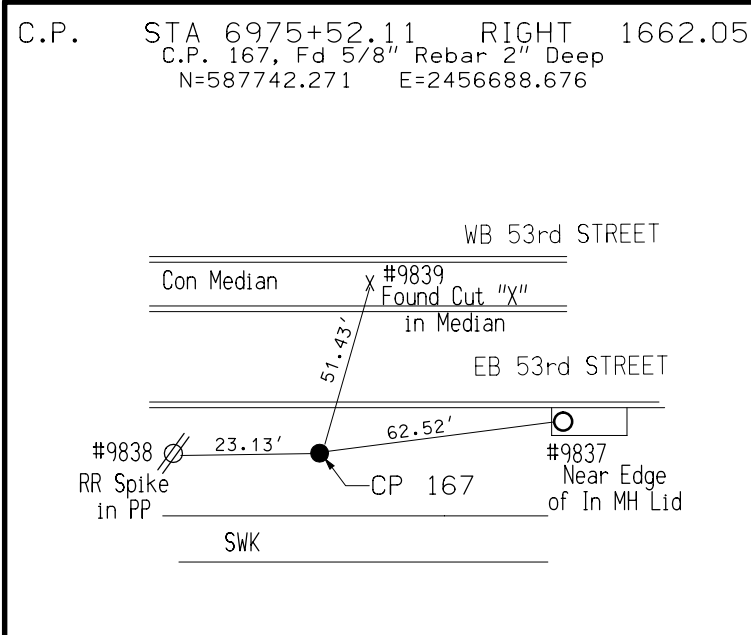 C.P. STA 6975+52.11 RIGHT 1662.05
C.P. 167, Fd 5/8" Rebar 2" Deep
N=587742.271 E=2456688.676
WB 53rd STREET
Con Median
X #9839
Found Cut "X"
in Median
51.43'
EB 53rd STREET
#9838
23.13'
62.52'
#9837
RR Spike
in PP
CP 167
Near Edge
of In MH Lid
SWK